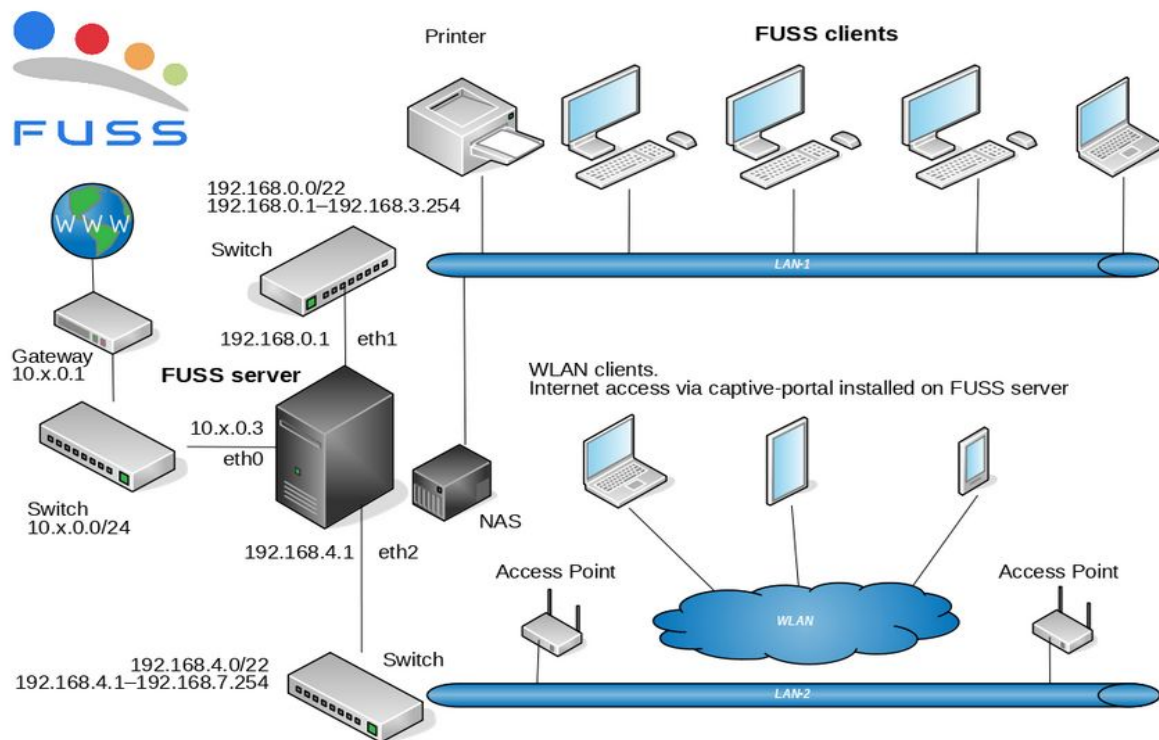 FUSS
Printer
FUSS clients
192.168.0.0/22
192.168.0.1–192.168.3.254
Switch
LAN-1
WWW
192.168.0.1
eth1
Gateway
10.x.0.1
FUSS server
WLAN clients.
Internet access via captive-portal installed on FUSS server
10.x.0.3
eth0
Switch
10.x.0.0/24
NAS
192.168.4.1
eth2
Access Point
Access Point
WLAN
192.168.4.0/22
192.168.4.1–192.168.7.254
Switch
LAN-2